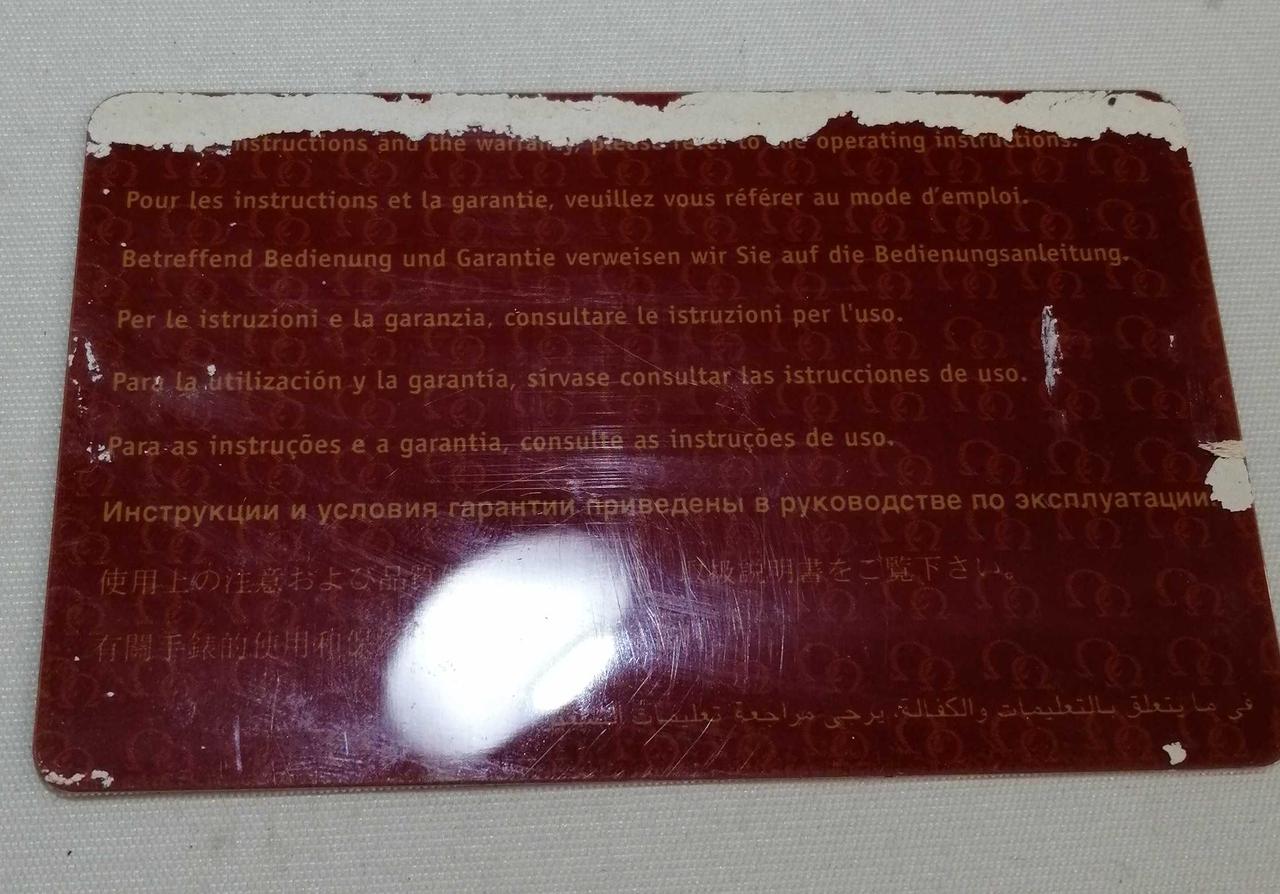 instructions and the warranty, please refer to the operating instructions.
Pour les instructions et la garantie, veuillez vous référer au mode d'emploi.
Betreffend Bedienung und Garantie verweisen wir Sie auf die Bedienungsanleitung.
Per le istruzioni e la garanzia, consultare le istruzioni per l'uso.
Para la utilización y la garantía, sírvase consultar las istrucciones de uso.
Para as instruções e a garantia, consulte as instruções de uso.
Инструкции и условия гарантии приведены в руководстве по эксплуатации.
使用上の注意および品 扱説明書をご覧下さい。
有關手錶的使用和保
في ما يتعلق بالتعليمات والكفالة، يرجى مراجعة تعليمات